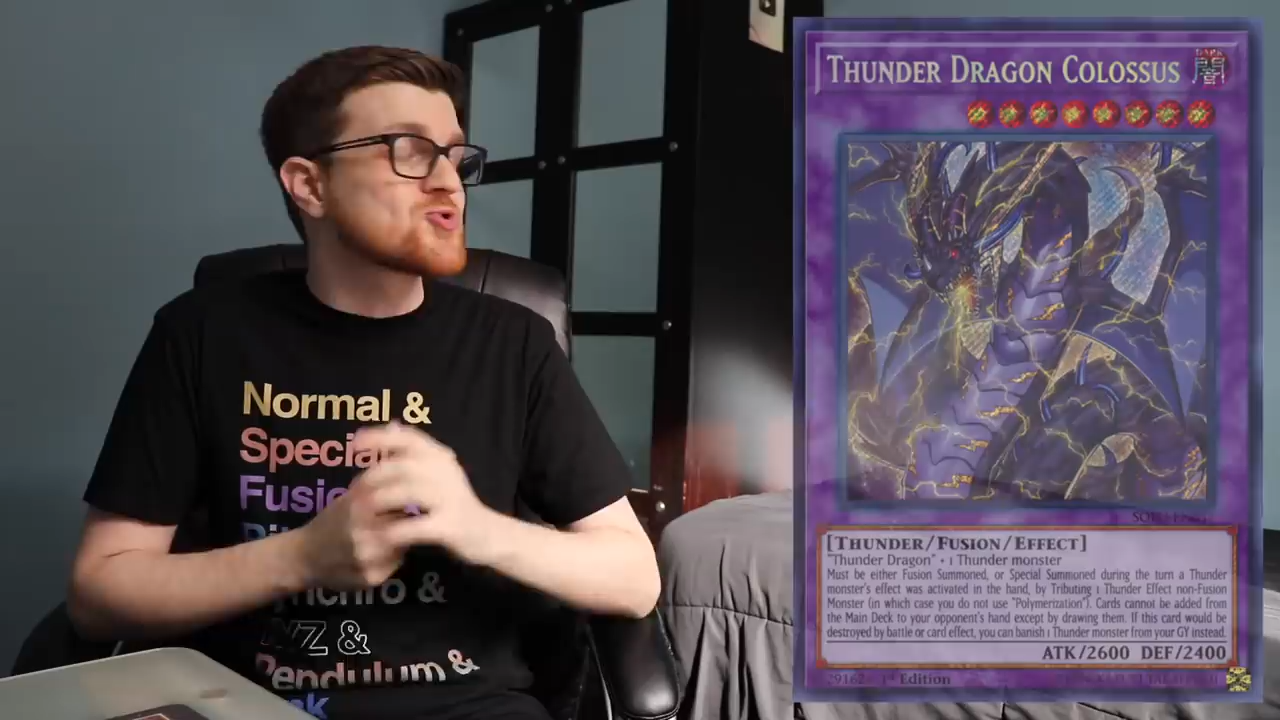 Normal &
Special
Fusion &
Synchro &
XYZ &
Pendulum &
THUNDER DRAGON COLOSSUS 闇
[THUNDER/FUSION/EFFECT]
"Thunder Dragon" + 1 Thunder monster
Must be either Fusion Summoned, or Special Summoned during the turn a Thunder
monster's effect was activated in the hand, by Tributing 1 Thunder Effect non-Fusion
Monster (in which case you do not use "Polymerization"). Cards cannot be added from
the Main Deck to your opponent's hand except by drawing them. If this card would be
destroyed by battle or card effect, you can banish 1 Thunder monster from your GY instead.
ATK/2600 DEF/2400
1st Edition